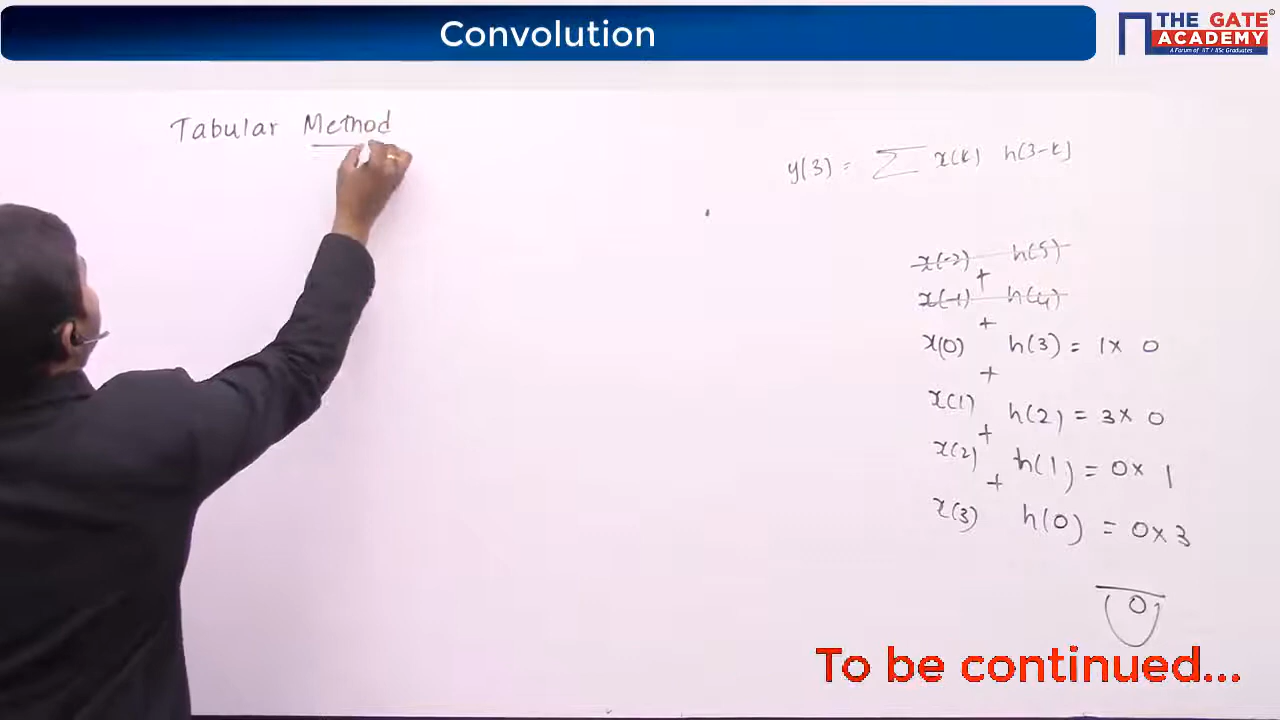 Convolution
THE GATE
ACADEMY
A Forum of IIT / IISc Graduates
Tabular Method
y(3) = Σ x(k) h(3-k]
x(-2) h(5)
+
x(-1) h(4)
+
x(0) h(3) = 1× 0
+
x(1) h(2) = 3× 0
+
x(2) h(1) = 0× 1
+
x(3) h(0) = 0×3
0
To be continued...